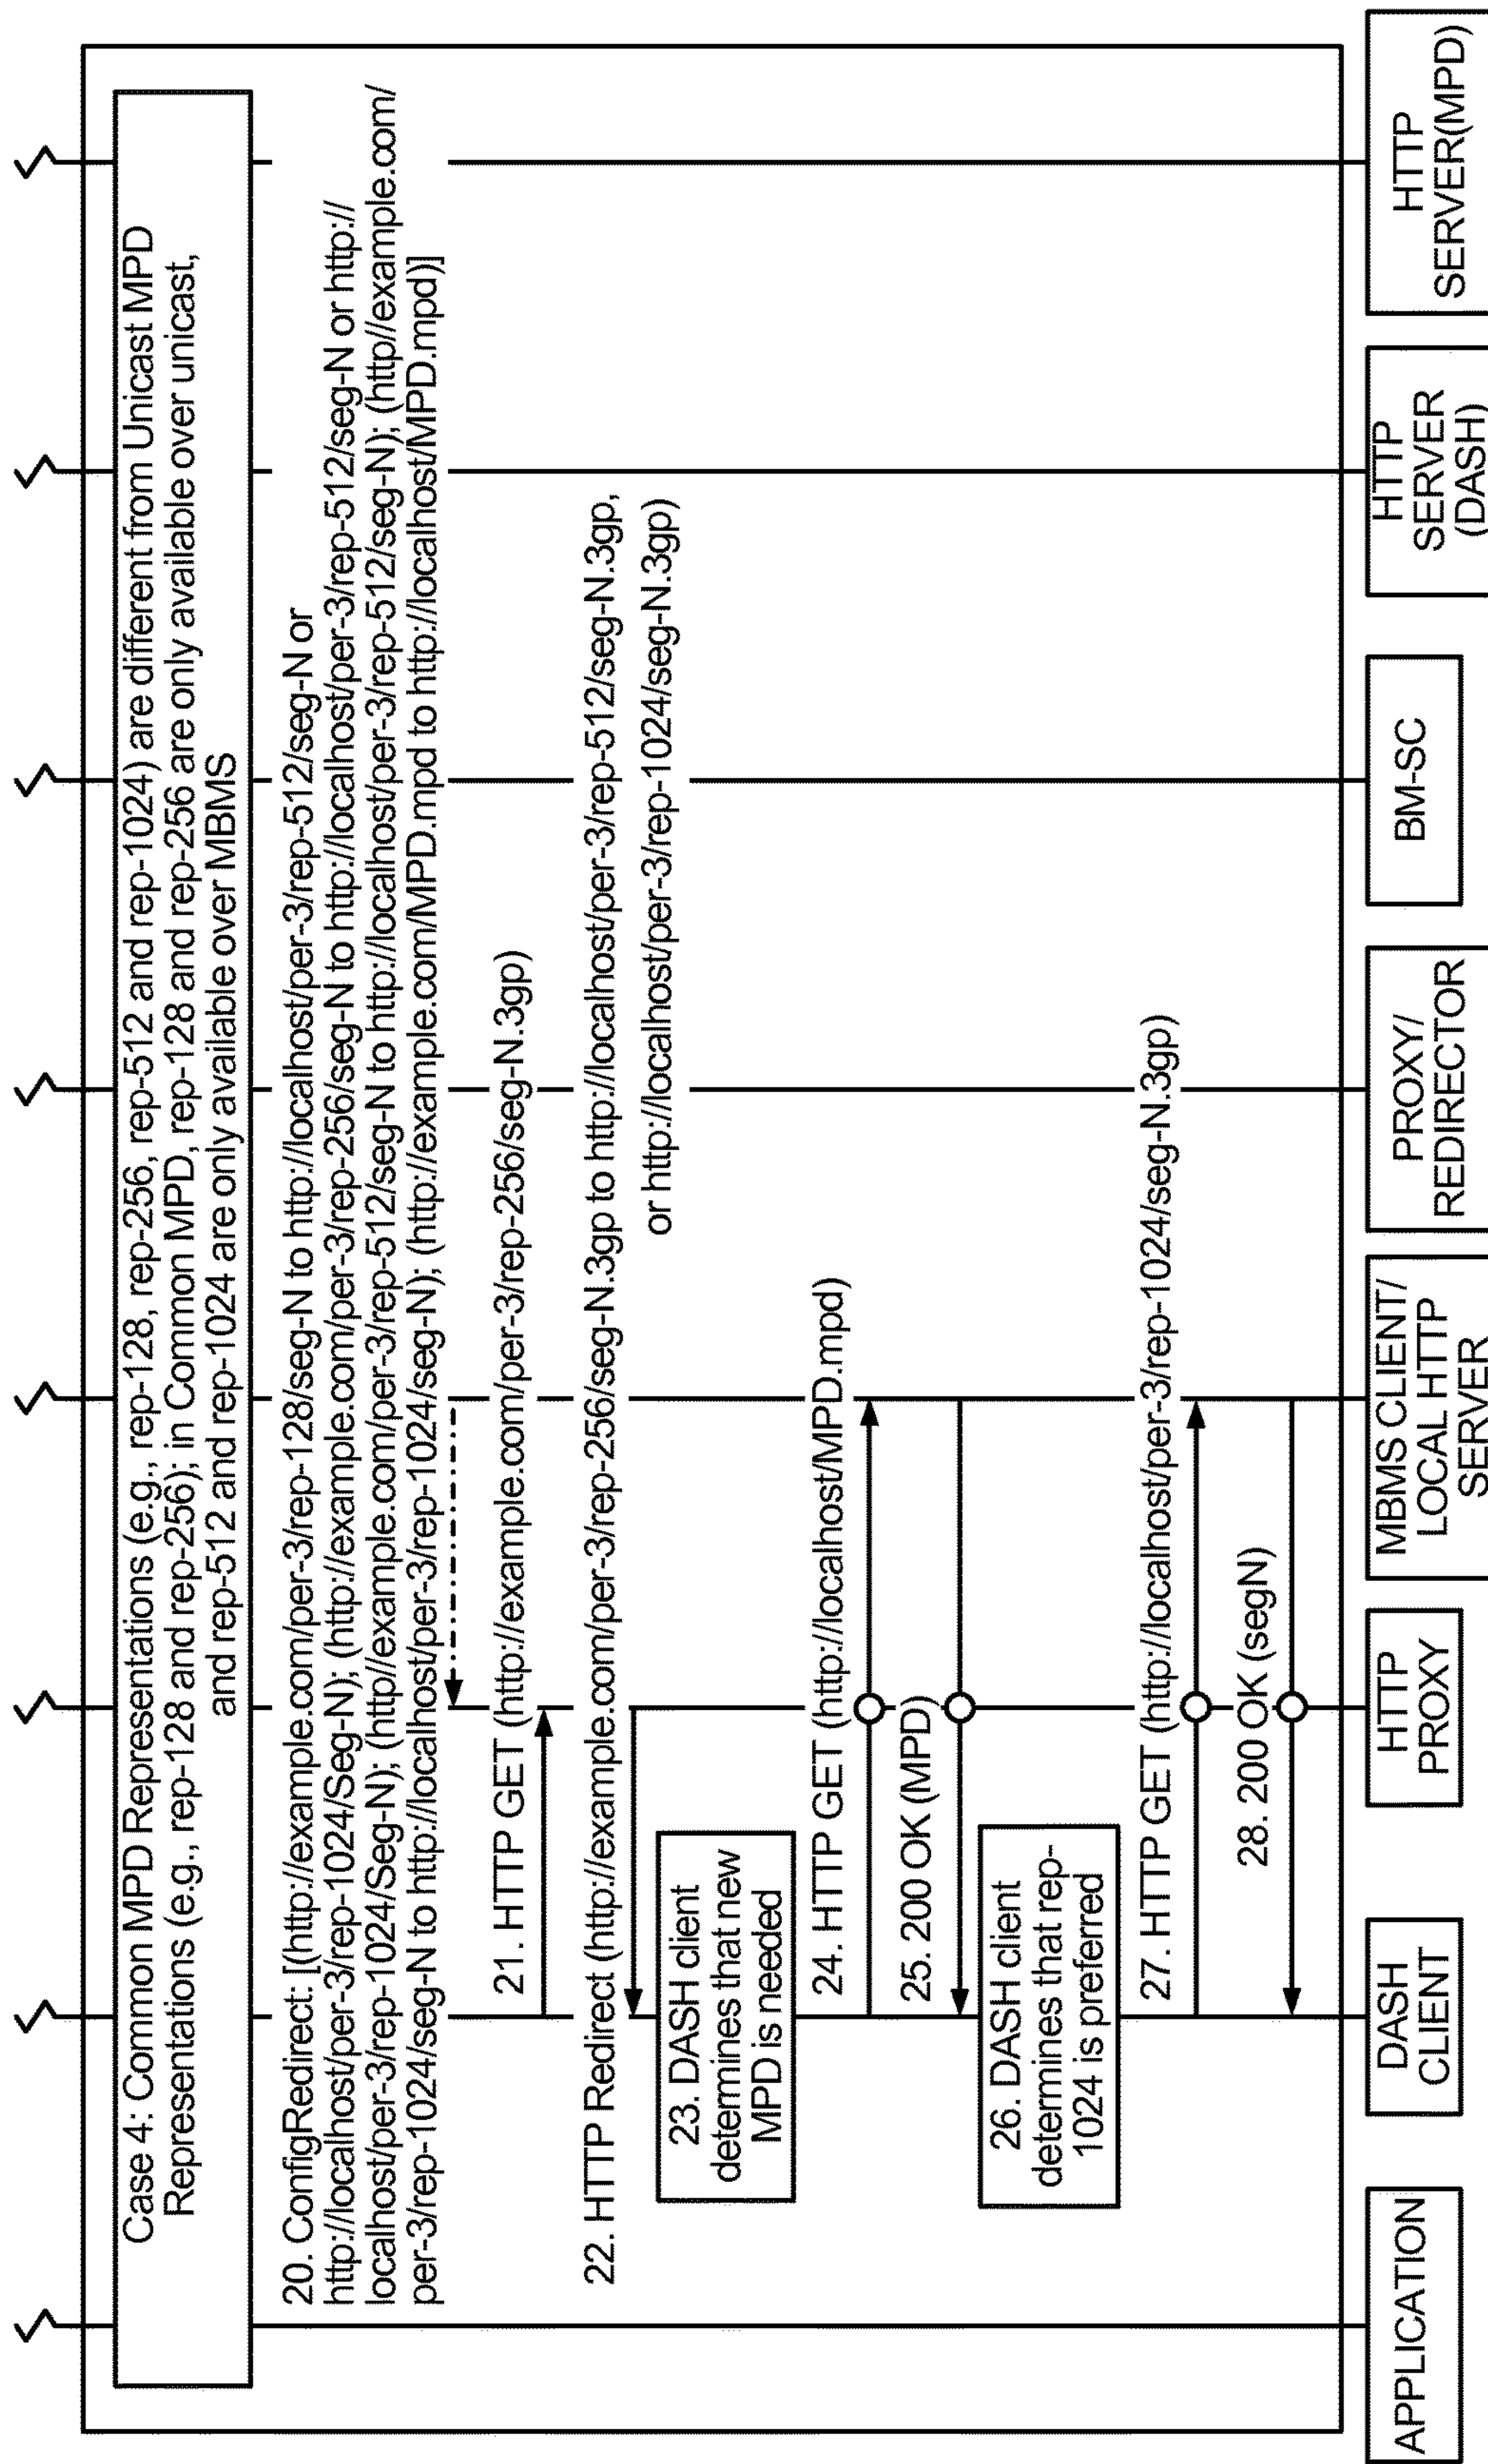 Case 4: Common MPD Representations (e.g., rep-128, rep-256, rep-512 and rep-1024) are different from Unicast MPD
Representations (e.g., rep-128 and rep-256); in Common MPD, rep-128 and rep-256 are only available over unicast,
and rep-512 and rep-1024 are only available over MBMS
20. ConfigRedirect: [(http://example.com/per-3/rep-128/seg-N to http://localhost/per-3/rep-512/seg-N or
http://localhost/per-3/rep-1024/Seg-N); (http://example.com/per-3/rep-256/seg-N to http://localhost/per-3/rep-512/seg-N or http://
localhost/per-3/rep-1024/Seg-N); (http//example.com/per-3/rep-512/seg-N to http://localhost/per-3/rep-512/seg-N); (http//example.com/
per-3/rep-1024/seg-N to http://localhost/per-3/rep-1024/seg-N); (http://example.com/MPD.mpd to http://localhost/MPD.mpd)]
21. HTTP GET (http://example.com/per-3/rep-256/seg-N.3gp)
22. HTTP Redirect (http://example.com/per-3/rep-256/seg-N.3gp to http://localhost/per-3/rep-512/seg-N.3gp,
or http://localhost/per-3/rep-1024/seg-N.3gp)
23. DASH client
determines that new
MPD is needed
24. HTTP GET (http://localhost/MPD.mpd)
25. 200 OK (MPD)
26. DASH client
determines that rep-
1024 is preferred
27. HTTP GET (http://localhost/per-3/rep-1024/seg-N.3gp)
28. 200 OK (segN)
APPLICATION
DASH
CLIENT
HTTP
PROXY
MBMS CLIENT/
LOCAL HTTP
SERVER
PROXY/
REDIRECTOR
BM-SC
HTTP
SERVER
(DASH)
HTTP
SERVER(MPD)